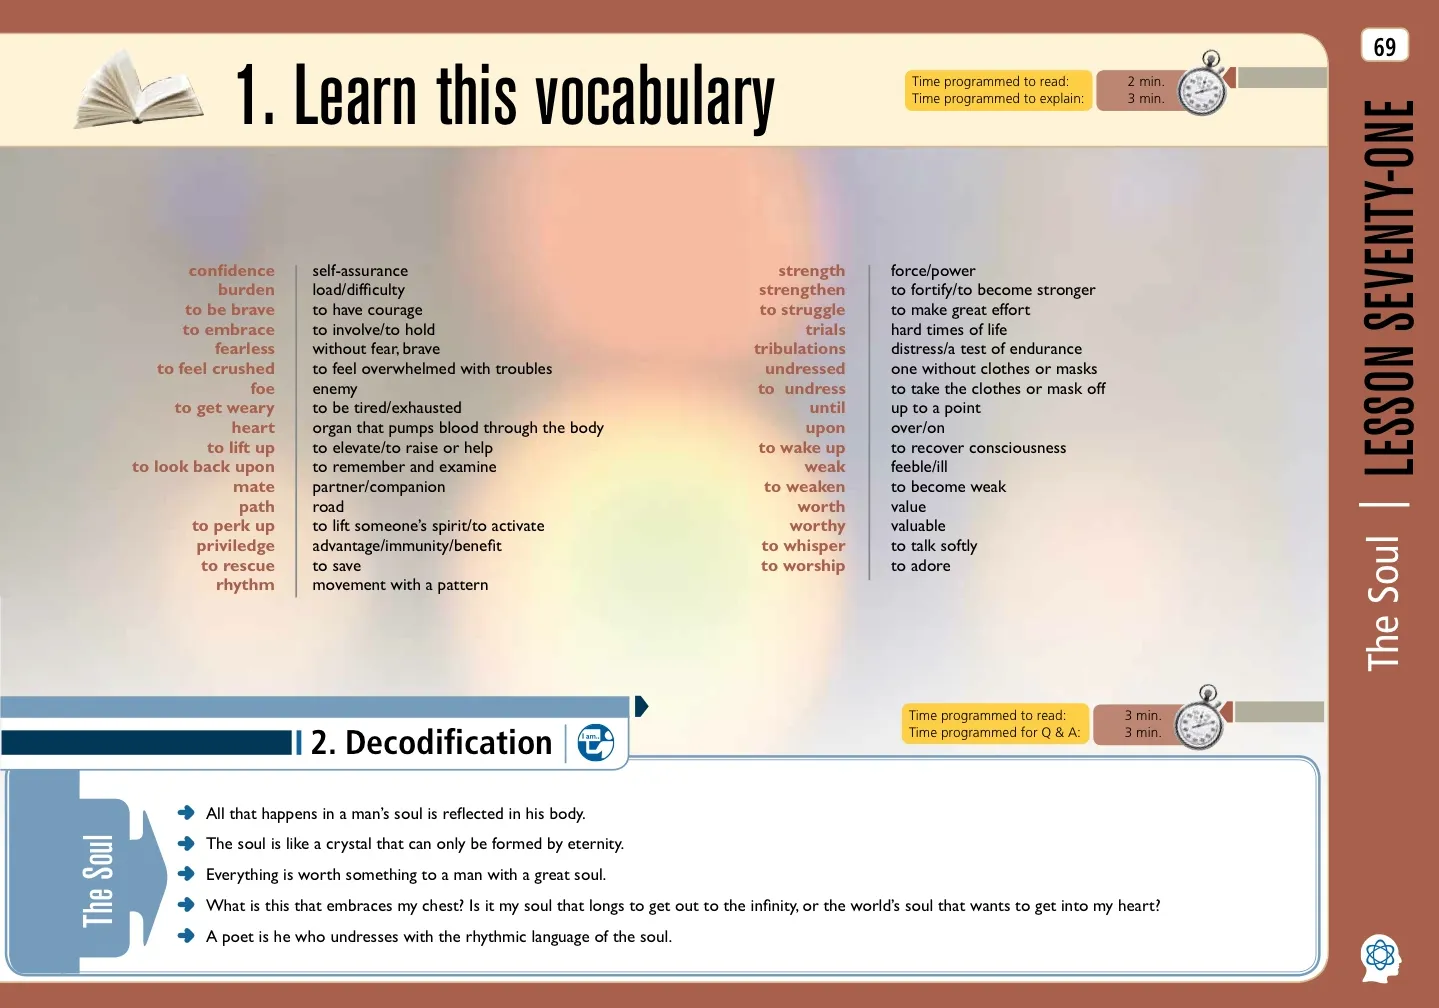 1. Learn this vocabulary
Time programmed to read: 2 min.
Time programmed to explain: 3 min.
69
LESSON SEVENTY-ONE
The Soul
confidence self-assurance
burden load/difficulty
to be brave to have courage
to embrace to involve/to hold
fearless without fear, brave
to feel crushed to feel overwhelmed with troubles
foe enemy
to get weary to be tired/exhausted
heart organ that pumps blood through the body
to lift up to elevate/to raise or help
to look back upon to remember and examine
mate partner/companion
path road
to perk up to lift someone's spirit/to activate
priviledge advantage/immunity/benefit
to rescue to save
rhythm movement with a pattern
strength force/power
strengthen to fortify/to become stronger
to struggle to make great effort
trials hard times of life
tribulations distress/a test of endurance
undressed one without clothes or masks
to undress to take the clothes or mask off
until up to a point
upon over/on
to wake up to recover consciousness
weak feeble/ill
to weaken to become weak
worth value
worthy valuable
to whisper to talk softly
to worship to adore
2. Decodification
I am..
Time programmed to read: 3 min.
Time programmed for Q & A: 3 min.
The Soul
All that happens in a man's soul is reflected in his body.
The soul is like a crystal that can only be formed by eternity.
Everything is worth something to a man with a great soul.
What is this that embraces my chest? Is it my soul that longs to get out to the infinity, or the world's soul that wants to get into my heart?
A poet is he who undresses with the rhythmic language of the soul.